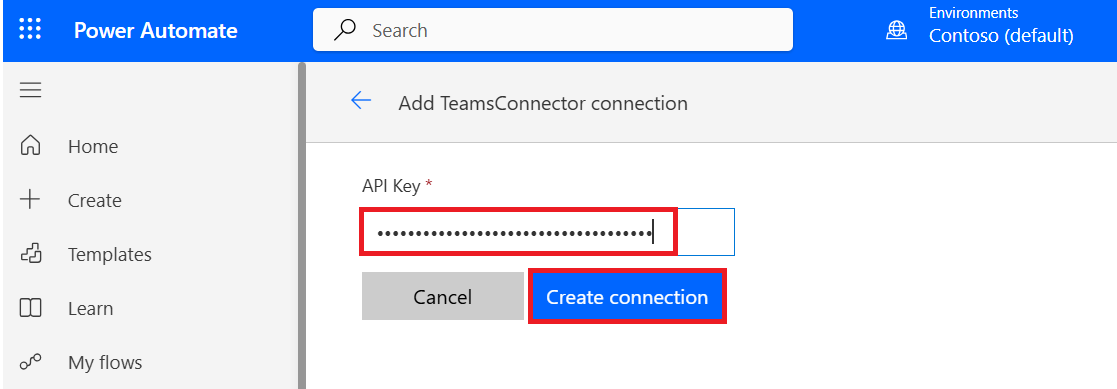 Power Automate
Search
Environments
Contoso (default)
Add TeamsConnector connection
Home
Create
Templates
Learn
My flows
API Key *
••••••••••••••••••••••••••••••••••••
Cancel
Create connection